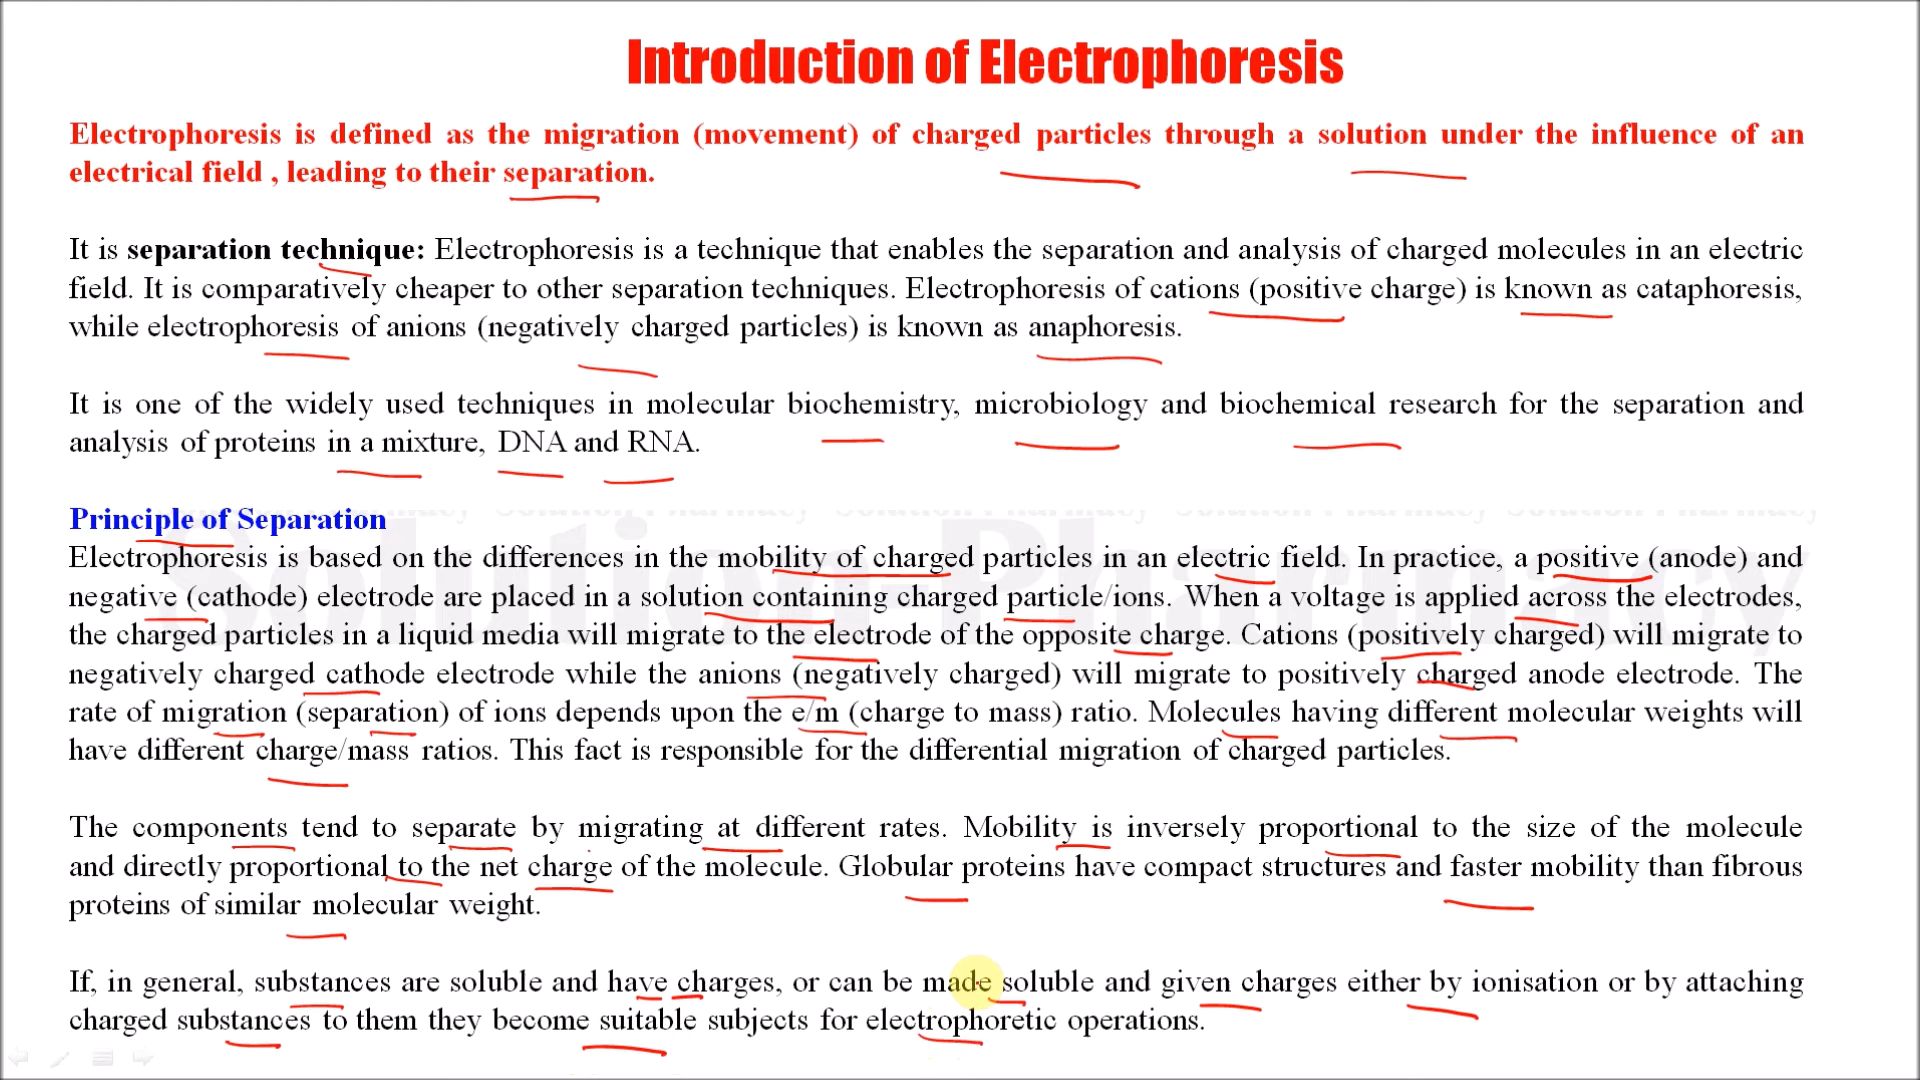 Introduction of Electrophoresis
Electrophoresis is defined as the migration (movement) of charged particles through a solution under the influence of an
electrical field , leading to their separation.
It is separation technique: Electrophoresis is a technique that enables the separation and analysis of charged molecules in an electric
field. It is comparatively cheaper to other separation techniques. Electrophoresis of cations (positive charge) is known as cataphoresis,
while electrophoresis of anions (negatively charged particles) is known as anaphoresis.
It is one of the widely used techniques in molecular biochemistry, microbiology and biochemical research for the separation and
analysis of proteins in a mixture, DNA and RNA.
Principle of Separation
Electrophoresis is based on the differences in the mobility of charged particles in an electric field. In practice, a positive (anode) and
negative (cathode) electrode are placed in a solution containing charged particle/ions. When a voltage is applied across the electrodes,
the charged particles in a liquid media will migrate to the electrode of the opposite charge. Cations (positively charged) will migrate to
negatively charged cathode electrode while the anions (negatively charged) will migrate to positively charged anode electrode. The
rate of migration (separation) of ions depends upon the e/m (charge to mass) ratio. Molecules having different molecular weights will
have different charge/mass ratios. This fact is responsible for the differential migration of charged particles.
The components tend to separate by migrating at different rates. Mobility is inversely proportional to the size of the molecule
and directly proportional to the net charge of the molecule. Globular proteins have compact structures and faster mobility than fibrous
proteins of similar molecular weight.
If, in general, substances are soluble and have charges, or can be made soluble and given charges either by ionisation or by attaching
charged substances to them they become suitable subjects for electrophoretic operations.
Solution Pharmacy